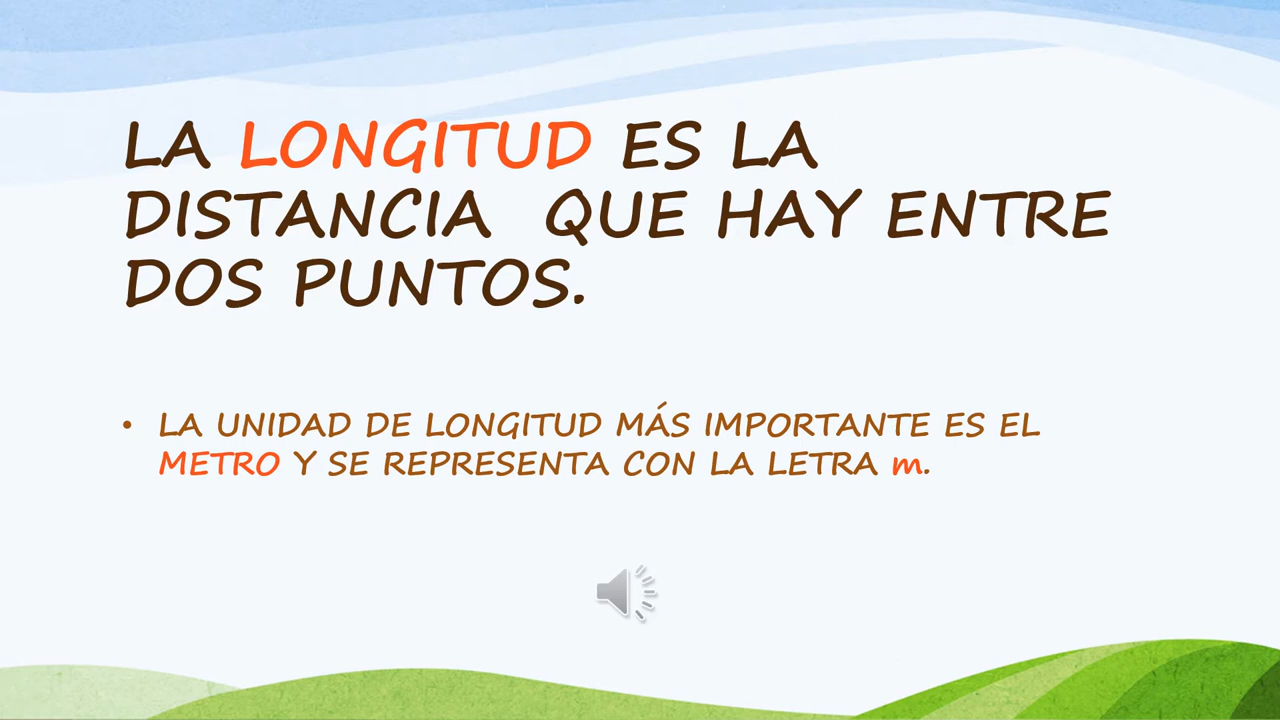 LA LONGITUD ES LA
DISTANCIA QUE HAY ENTRE
DOS PUNTOS.
• LA UNIDAD DE LONGITUD MÁS IMPORTANTE ES EL
METRO Y SE REPRESENTA CON LA LETRA m.